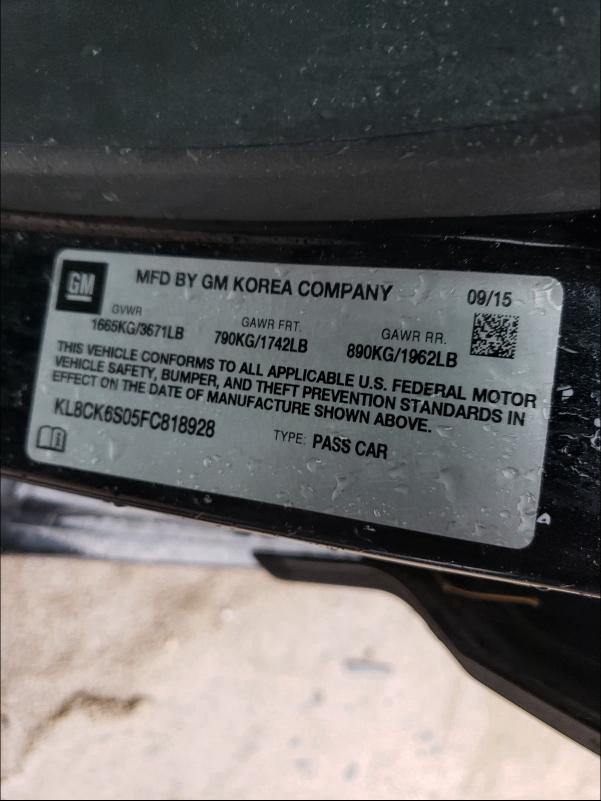 GM
MFD BY GM KOREA COMPANY 09/15
GVWR GAWR FRT. GAWR RR.
1665KG/3671LB 790KG/1742LB 890KG/1962LB
THIS VEHICLE CONFORMS TO ALL APPLICABLE U.S. FEDERAL MOTOR
VEHICLE SAFETY, BUMPER, AND THEFT PREVENTION STANDARDS IN
EFFECT ON THE DATE OF MANUFACTURE SHOWN ABOVE.
KL8CK6S05FC818928 TYPE: PASS CAR